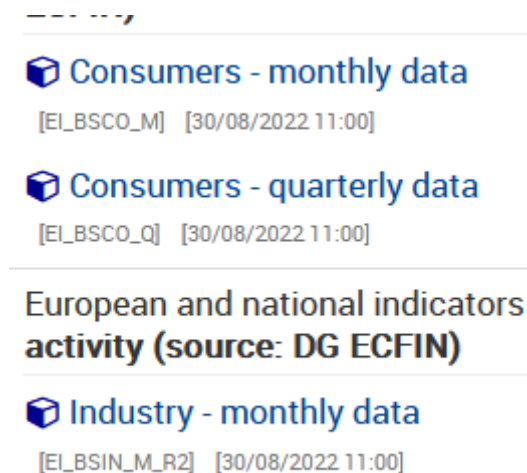 Consumers - monthly data
[EI_BSCO_M] [30/08/2022 11:00]
Consumers - quarterly data
[EI_BSCO_Q] [30/08/2022 11:00]
European and national indicators
activity (source: DG ECFIN)
Industry - monthly data
[EI_BSIN_M_R2] [30/08/2022 11:00]